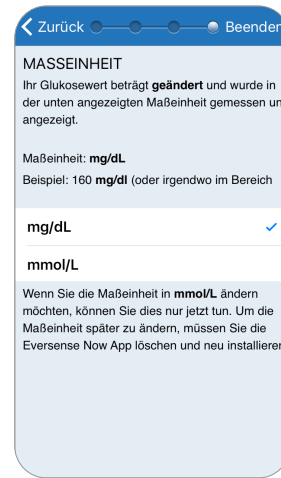 Zurück Beenden
MASSEINHEIT
Ihr Glukosewert beträgt geändert und wurde in
der unten angezeigten Maßeinheit gemessen un
angezeigt.
Maßeinheit: mg/dL
Beispiel: 160 mg/dl (oder irgendwo im Bereich
mg/dL
mmol/L
Wenn Sie die Maßeinheit in mmol/L ändern
möchten, können Sie dies nur jetzt tun. Um die
Maßeinheit später zu ändern, müssen Sie die
Eversense Now App löschen und neu installieren